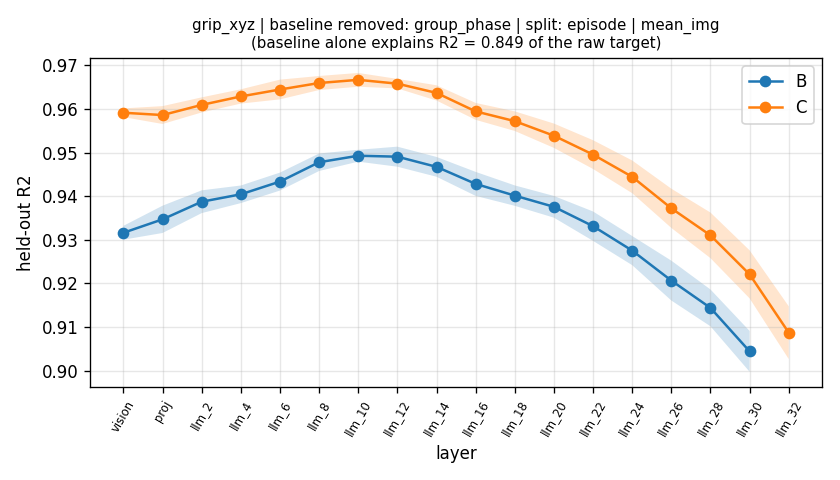 grip_xyz | baseline removed: group_phase | split: episode | mean_img
(baseline alone explains R2 = 0.849 of the raw target)
held-out R2
0.97
0.96
0.95
0.94
0.93
0.92
0.91
0.90
B
C
vision
proj
llm_2
llm_4
llm_6
llm_8
llm_10
llm_12
llm_14
llm_16
llm_18
llm_20
llm_22
llm_24
llm_26
llm_28
llm_30
llm_32
layer